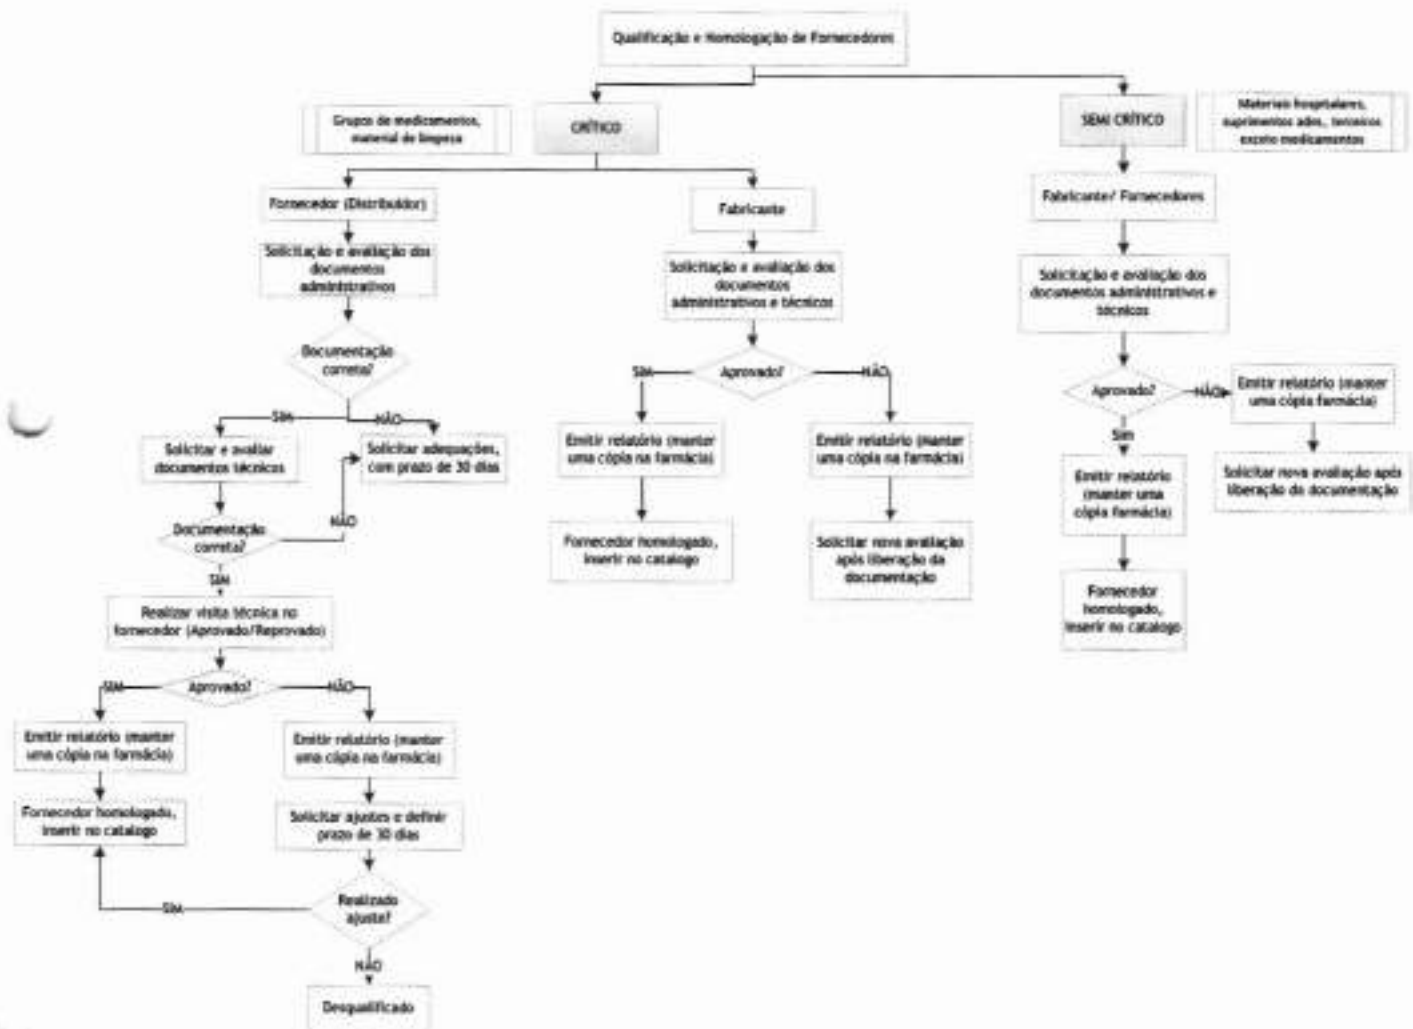 Qualificação e Homologação de Fornecedores
Grupos de medicamentos,
material de limpeza
CRÍTICO
SEMI CRÍTICO
Materiais hospitalares,
suprimentos adm., terceiros
exceto medicamentos
Fornecedor (Distribuidor)
Solicitação e avaliação dos
documentos
administrativos
Documentação
correta?
SIM
NÃO
Solicitar e avaliar
documentos técnicos
Solicitar adequações,
com prazo de 30 dias
Documentação
correta?
NÃO
SIM
Realizar visita técnica no
fornecedor (Aprovado/Reprovado)
Aprovado?
SIM
NÃO
Emitir relatório (manter
uma cópia na farmácia)
Emitir relatório (manter
uma cópia na farmácia)
Fornecedor homologado,
inserir no catalogo
Solicitar ajustes e definir
prazo de 30 dias
Realizado
ajuste?
SIM
NÃO
Desqualificado
Fabricante
Solicitação e avaliação dos
documentos
administrativos e técnicos
Aprovado?
SIM
NÃO
Emitir relatório (manter
uma cópia na farmácia)
Emitir relatório (manter
uma cópia na farmácia)
Fornecedor homologado,
inserir no catalogo
Solicitar nova avaliação
após liberação da
documentação
Fabricante/ Fornecedores
Solicitação e avaliação dos
documentos administrativos e
técnicos
Aprovado?
NÃO
Emitir relatório (manter
uma cópia farmácia)
Sim
Emitir relatório
(manter uma
cópia farmácia)
Solicitar nova avaliação após
liberação da documentação
Fornecedor
homologado,
inserir no catalogo